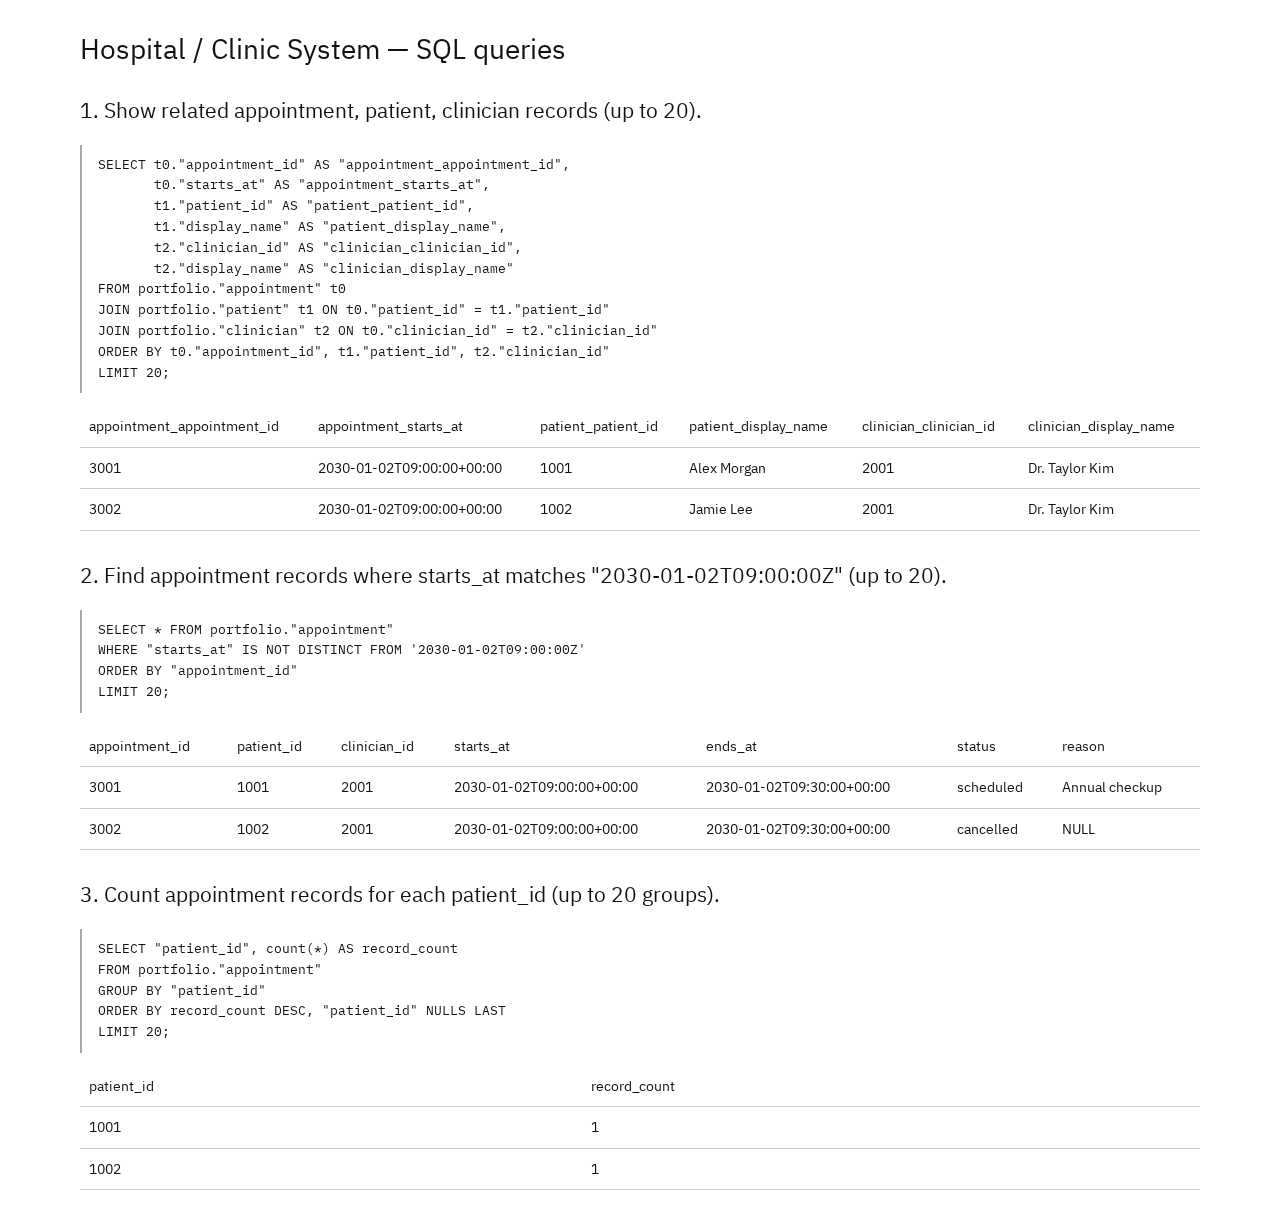 Hospital / Clinic System — SQL queries
1. Show related appointment, patient, clinician records (up to 20).
SELECT t0."appointment_id" AS "appointment_appointment_id",
       t0."starts_at" AS "appointment_starts_at",
       t1."patient_id" AS "patient_patient_id",
       t1."display_name" AS "patient_display_name",
       t2."clinician_id" AS "clinician_clinician_id",
       t2."display_name" AS "clinician_display_name"
FROM portfolio."appointment" t0
JOIN portfolio."patient" t1 ON t0."patient_id" = t1."patient_id"
JOIN portfolio."clinician" t2 ON t0."clinician_id" = t2."clinician_id"
ORDER BY t0."appointment_id", t1."patient_id", t2."clinician_id"
LIMIT 20;
appointment_appointment_id appointment_starts_at patient_patient_id patient_display_name clinician_clinician_id clinician_display_name
3001 2030-01-02T09:00:00+00:00 1001 Alex Morgan 2001 Dr. Taylor Kim
3002 2030-01-02T09:00:00+00:00 1002 Jamie Lee 2001 Dr. Taylor Kim
2. Find appointment records where starts_at matches "2030-01-02T09:00:00Z" (up to 20).
SELECT * FROM portfolio."appointment"
WHERE "starts_at" IS NOT DISTINCT FROM '2030-01-02T09:00:00Z'
ORDER BY "appointment_id"
LIMIT 20;
appointment_id patient_id clinician_id starts_at ends_at status reason
3001 1001 2001 2030-01-02T09:00:00+00:00 2030-01-02T09:30:00+00:00 scheduled Annual checkup
3002 1002 2001 2030-01-02T09:00:00+00:00 2030-01-02T09:30:00+00:00 cancelled NULL
3. Count appointment records for each patient_id (up to 20 groups).
SELECT "patient_id", count(*) AS record_count
FROM portfolio."appointment"
GROUP BY "patient_id"
ORDER BY record_count DESC, "patient_id" NULLS LAST
LIMIT 20;
patient_id record_count
1001 1
1002 1